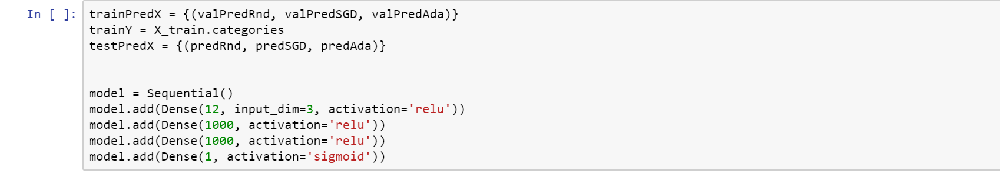 In [ ]:
trainPredX = {(valPredRnd, valPredSGD, valPredAda)}
trainY = X_train.categories
testPredX = {(predRnd, predSGD, predAda)}
model = Sequential()
model.add(Dense(12, input_dim=3, activation='relu'))
model.add(Dense(1000, activation='relu'))
model.add(Dense(1000, activation='relu'))
model.add(Dense(1, activation='sigmoid'))